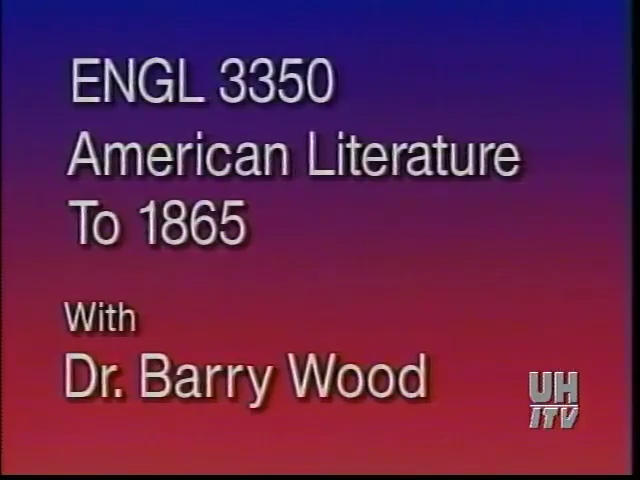 ENGL 3350
American Literature
To 1865
With
Dr. Barry Wood
UH
ITV